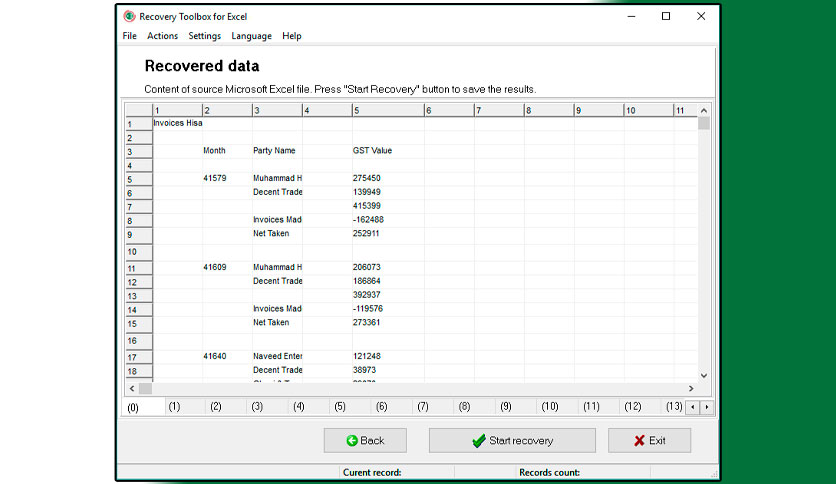 Recovery Toolbox for Excel
File Actions Settings Language Help
Recovered data
Content of source Microsoft Excel file. Press "Start Recovery" button to save the results.
1 2 3 4 5 6 7 8 9 10 11
1 Invoices Hisa
2
3 Month Party Name GST Value
4
5 41579 Muhammad H 275450
6 Decent Trade 139949
7 415399
8 Invoices Mad -162488
9 Net Taken 252911
10
11 41609 Muhammad H 206073
12 Decent Trade 186864
13 392937
14 Invoices Mad -119576
15 Net Taken 273361
16
17 41640 Naveed Enter 121248
18 Decent Trade 38973
(0) (1) (2) (3) (4) (5) (6) (7) (8) (9) (10) (11) (12) (13)
Back Start recovery Exit
Curent record: Records count: